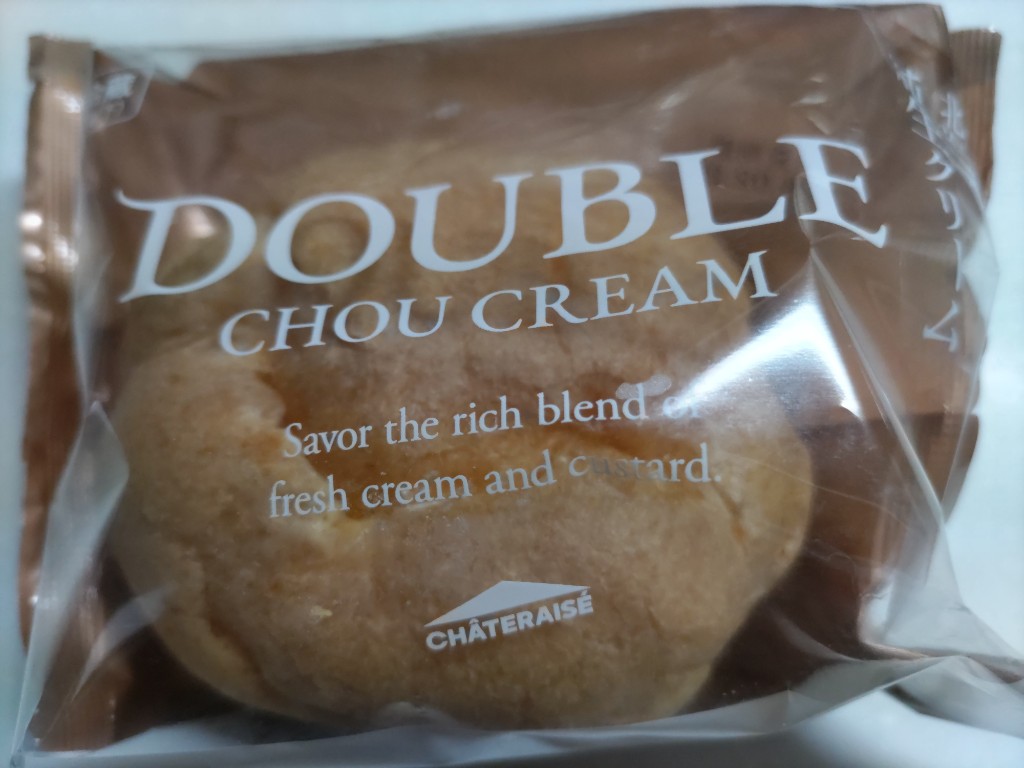 DOUBLE
CHOU CREAM
Savor the rich blend of
fresh cream and custard.
CHÂTERAISÉ